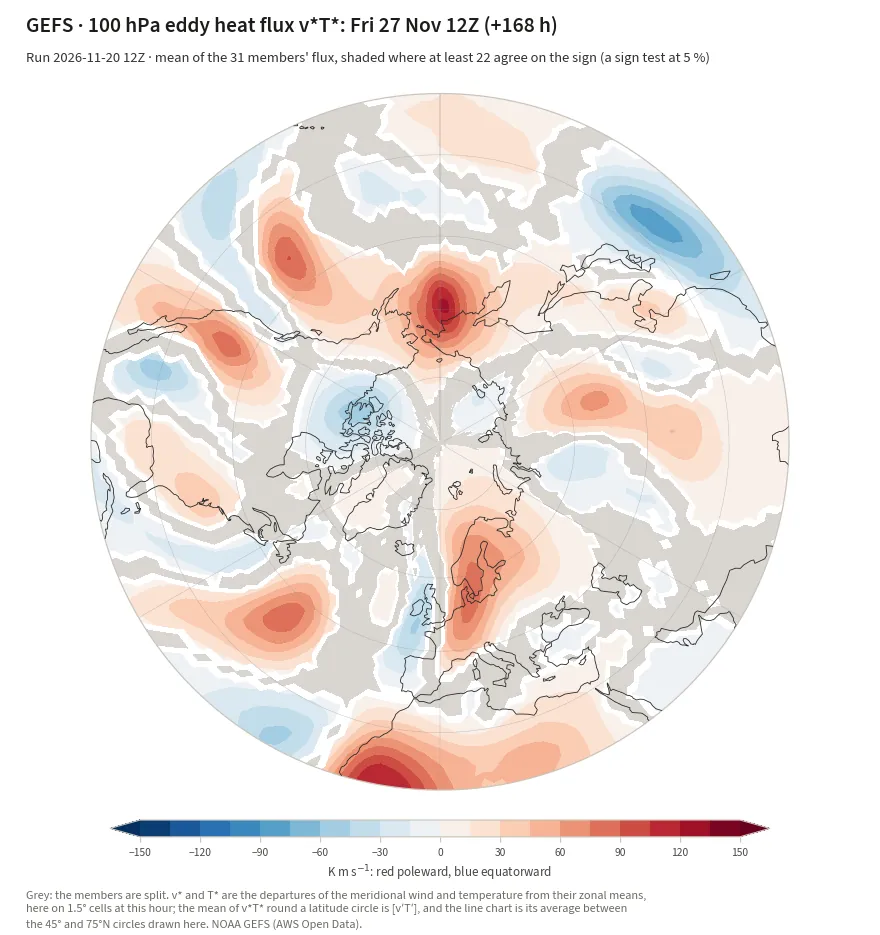 GEFS · 100 hPa eddy heat flux v*T*: Fri 27 Nov 12Z (+168 h)
Run 2026-11-20 12Z · mean of the 31 members' flux, shaded where at least 22 agree on the sign (a sign test at 5 %)
−150 −120 −90 −60 −30 0 30 60 90 120 150
K m s⁻¹: red poleward, blue equatorward
Grey: the members are split. v* and T* are the departures of the meridional wind and temperature from their zonal means,
here on 1.5° cells at this hour; the mean of v*T* round a latitude circle is [v′T′], and the line chart is its average between
the 45° and 75°N circles drawn here. NOAA GEFS (AWS Open Data).